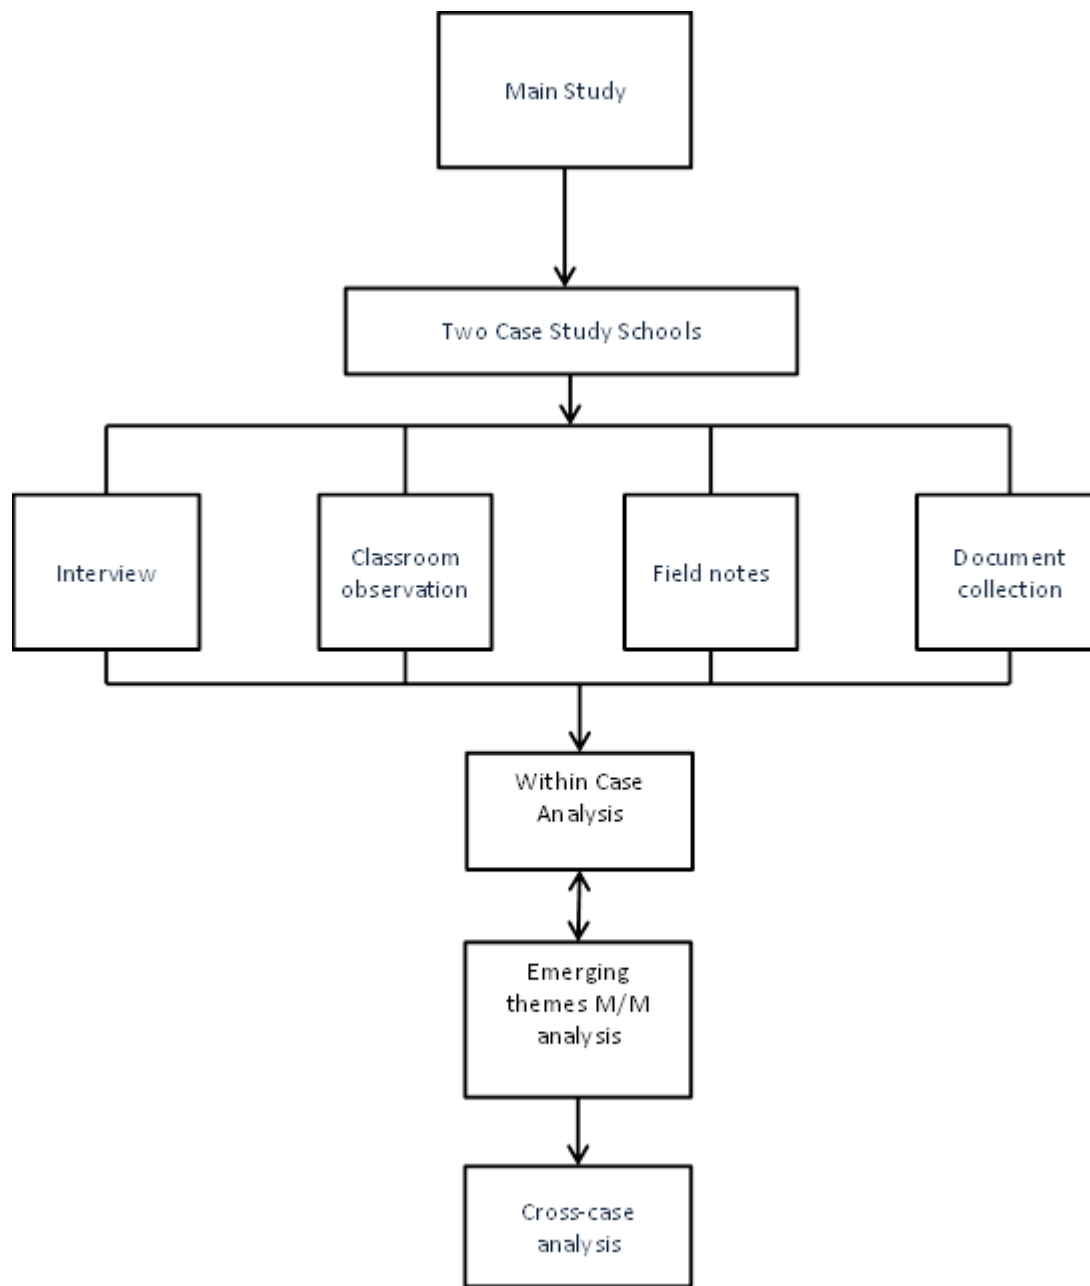 Main Study
Two Case Study Schools
Interview
Classroom
observation
Field notes
Document
collection
Within Case
Analysis
Emerging
themes M/M
analysis
Cross-case
analysis